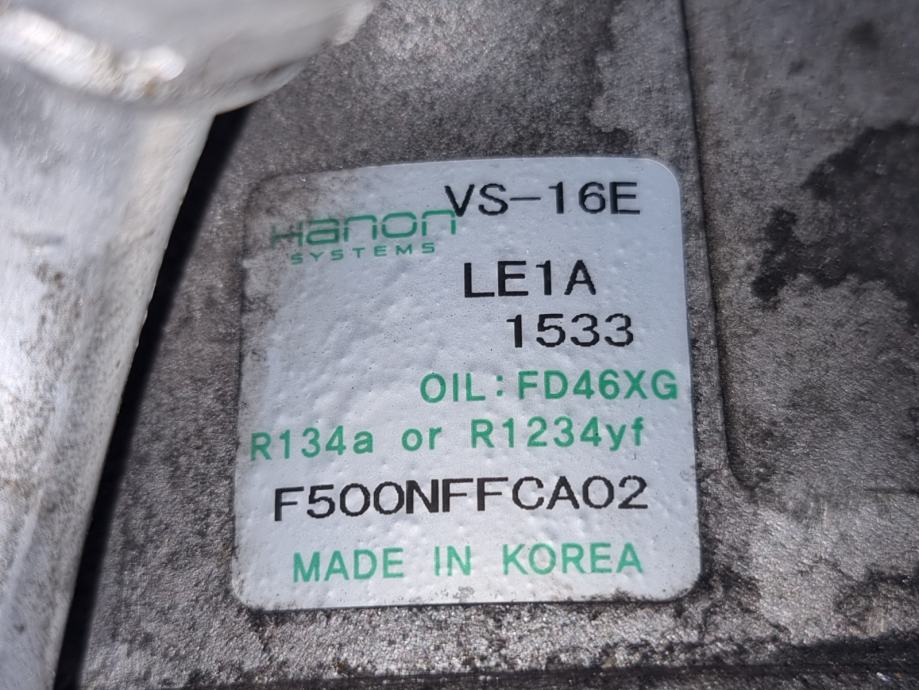 VS-16E
Hanon
SYSTEMS
LE1A
1533
OIL:FD46XG
R134a or R1234yf
F500NFFCA02
MADE IN KOREA